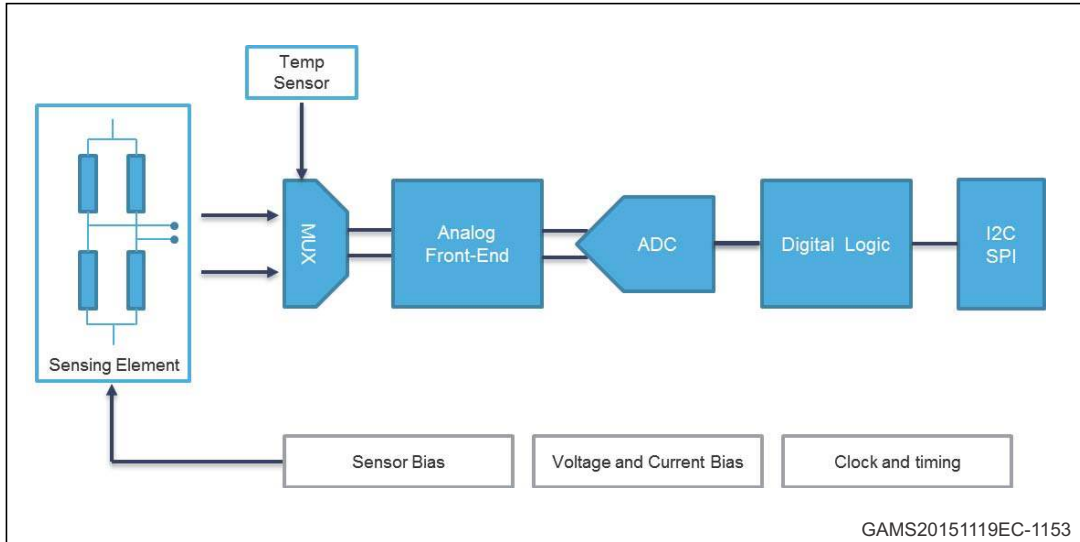 Temp
Sensor
Sensing Element
MUX
Analog
Front-End
ADC
Digital Logic
I2C
SPI
Sensor Bias
Voltage and Current Bias
Clock and timing
GAMS20151119EC-1153